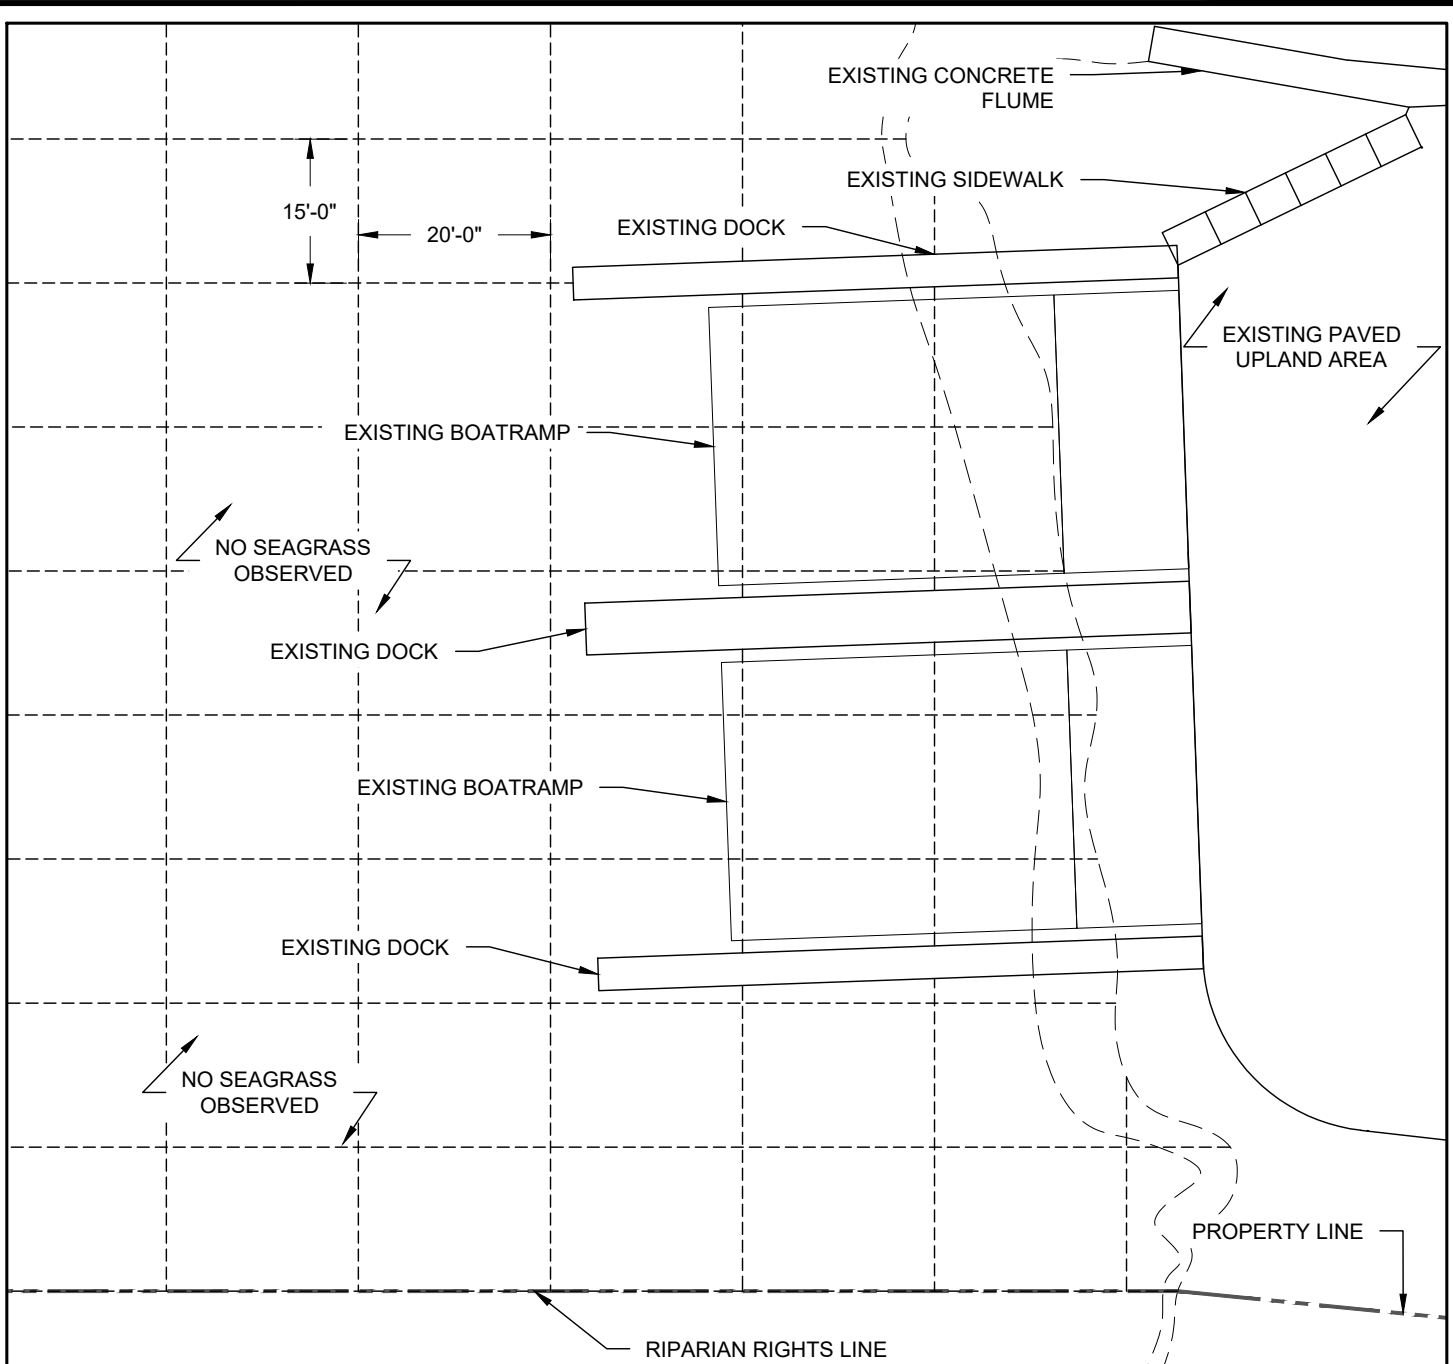 EXISTING CONCRETE
FLUME
EXISTING SIDEWALK
15'-0"
20'-0"
EXISTING DOCK
EXISTING PAVED
UPLAND AREA
EXISTING BOATRAMP
NO SEAGRASS
OBSERVED
EXISTING DOCK
EXISTING BOATRAMP
EXISTING DOCK
NO SEAGRASS
OBSERVED
PROPERTY LINE
RIPARIAN RIGHTS LINE